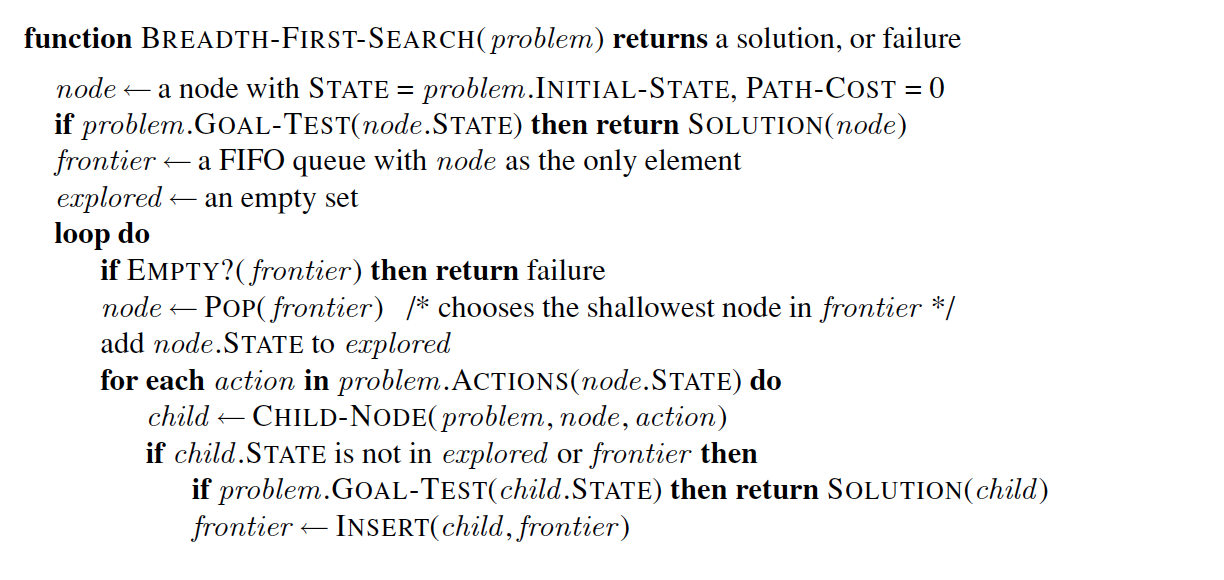 function BREADTH-FIRST-SEARCH(problem) returns a solution, or failure
node ← a node with STATE = problem.INITIAL-STATE, PATH-COST = 0
if problem.GOAL-TEST(node.STATE) then return SOLUTION(node)
frontier ← a FIFO queue with node as the only element
explored ← an empty set
loop do
if EMPTY?(frontier) then return failure
node ← POP(frontier) /* chooses the shallowest node in frontier */
add node.STATE to explored
for each action in problem.ACTIONS(node.STATE) do
child ← CHILD-NODE(problem, node, action)
if child.STATE is not in explored or frontier then
if problem.GOAL-TEST(child.STATE) then return SOLUTION(child)
frontier ← INSERT(child, frontier)